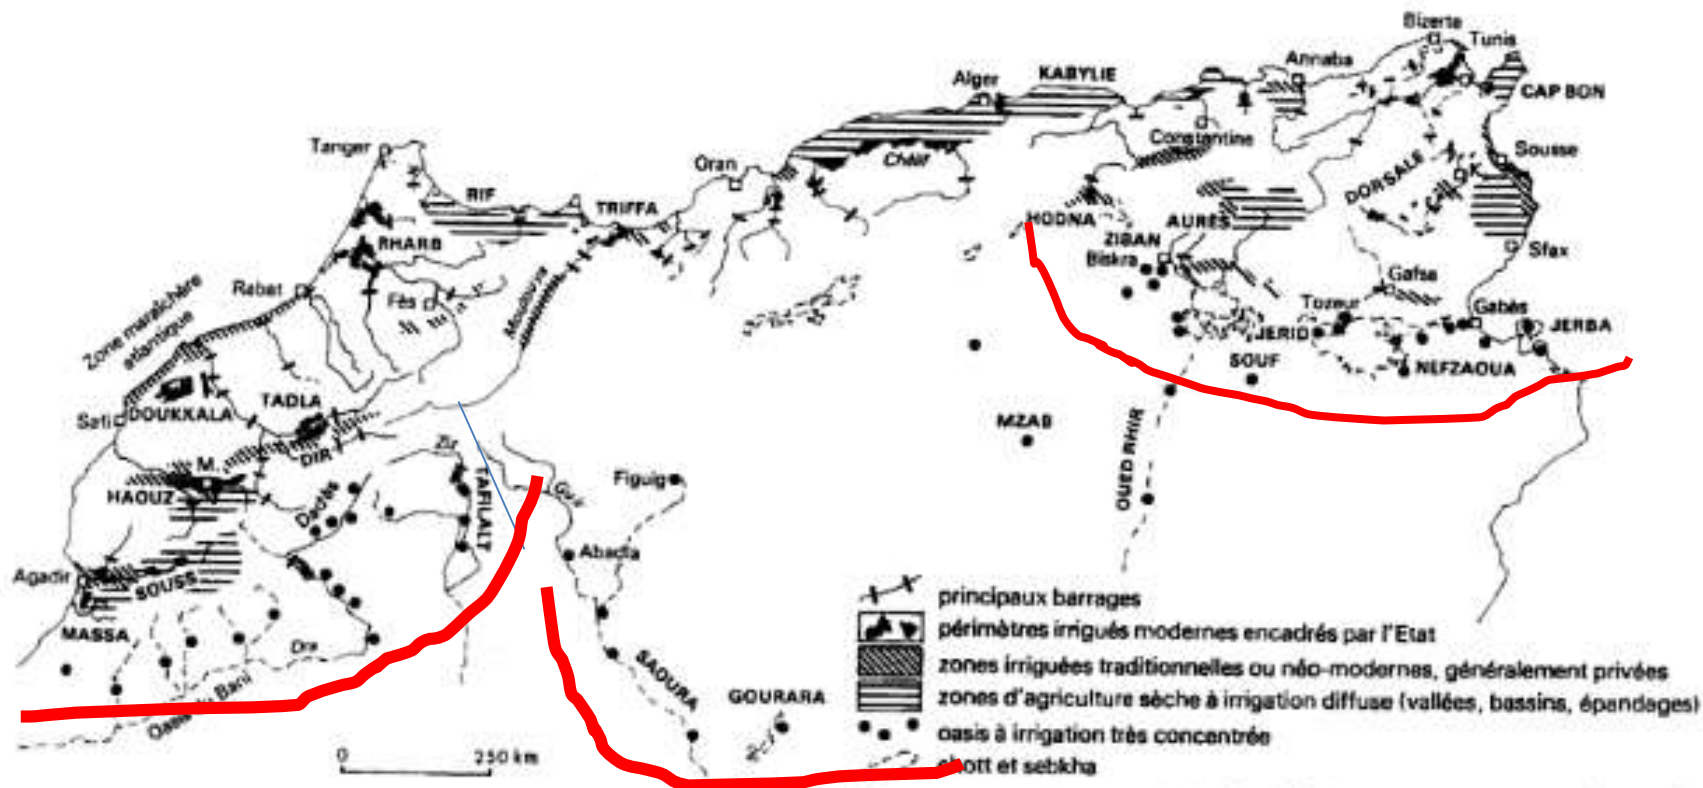 Bizerte
Tunis
Annaba
Alger
KABYLIE
CAP BON
Constantine
Tanger
Oran
Chélif
Sousse
K.
DORSALE
RIF
TRIFFA
HODNA
AURES
RHARB
ZIBAN
Biskra
Sfax
Gafsa
Rabat
Fès
Moulouya
Zone maraîchère
atlantique
Tozeur
Gabès
JERID
JERBA
SOUF
NEFZAOUA
Safi
DOUKKALA
TADLA
MZAB
DIR
Ziz
M.
HAOUZ
Dadès
TAFILALT
Guir
Figuig
OUED RHIR
Abadla
Agadir
SOUSS
MASSA
Dra
Bani
SAOURA
GOURARA
0 250 km
principaux barrages
périmètres irrigués modernes encadrés par l'Etat
zones irriguées traditionnelles ou néo-modernes, généralement privées
zones d'agriculture sèche à irrigation diffuse (vallées, bassins, épandages)
oasis à irrigation très concentrée
chott et sebkha